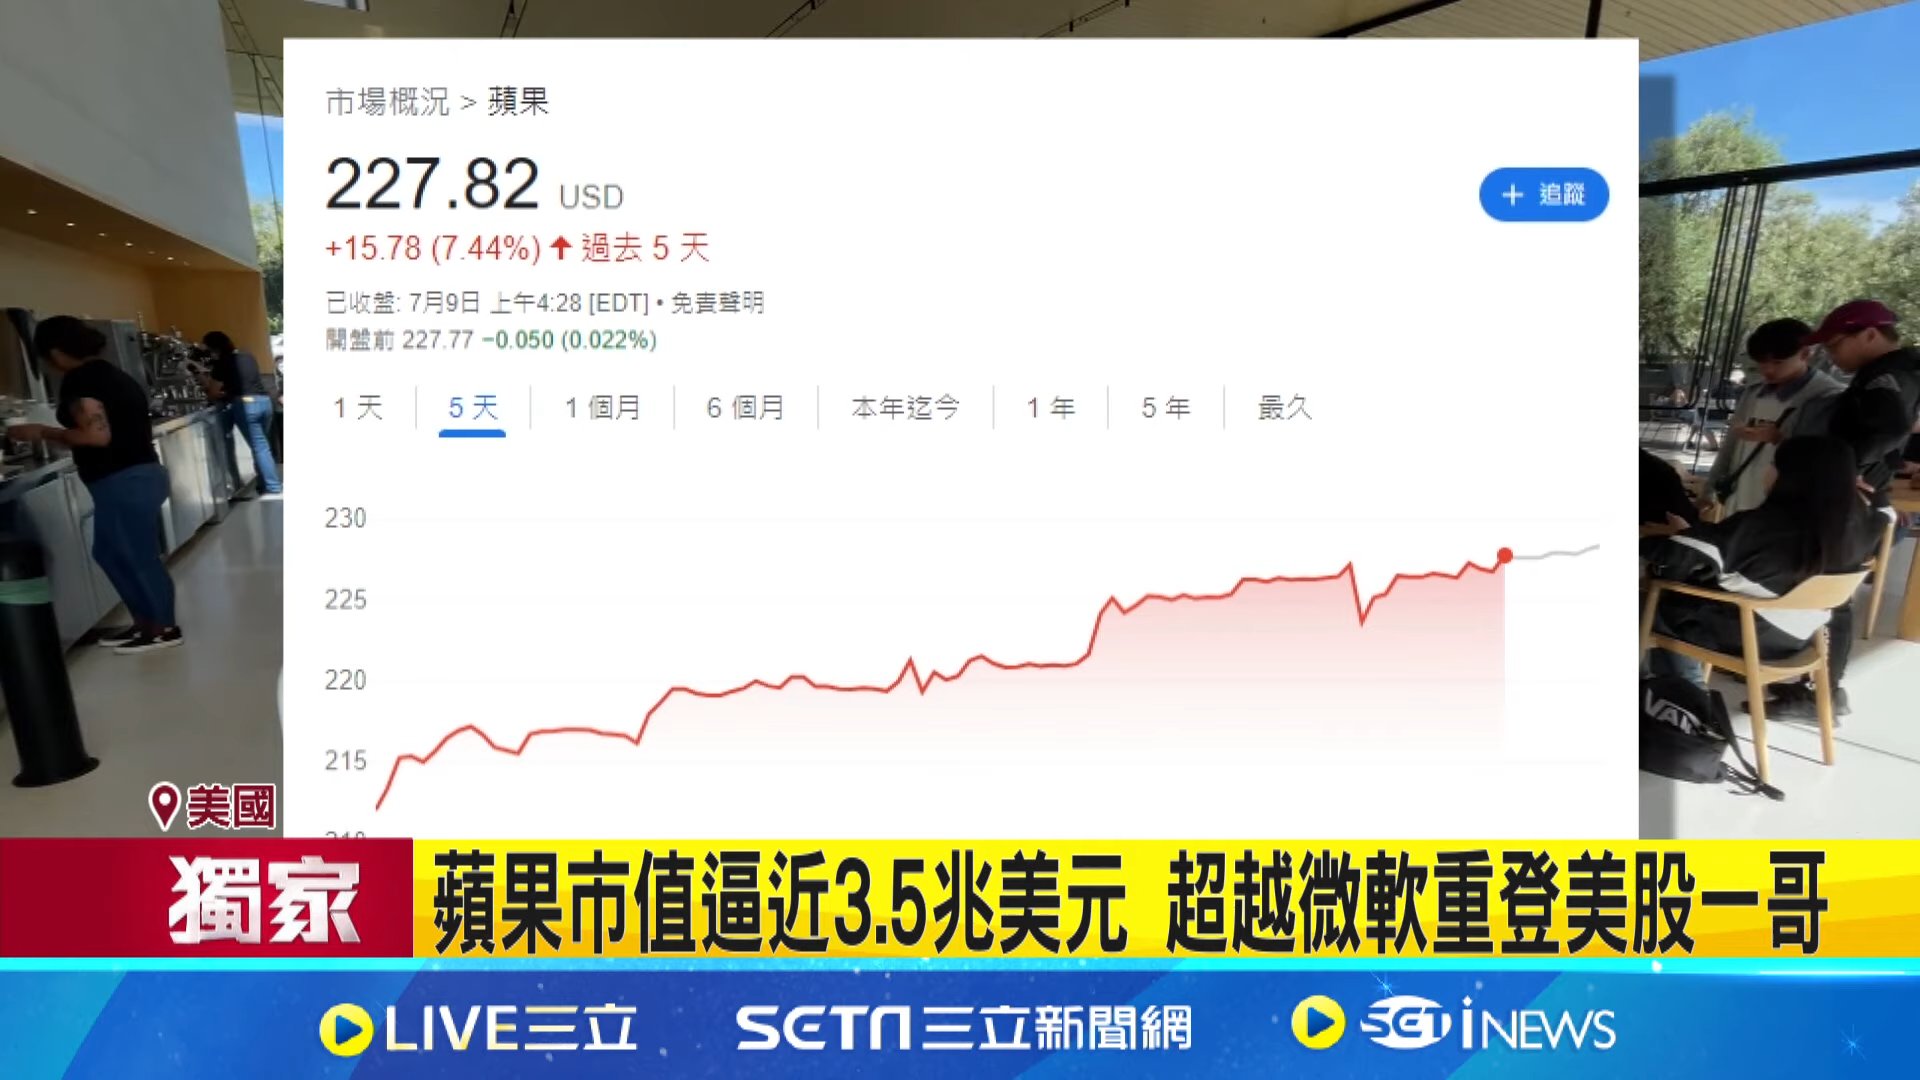 市場概況 > 蘋果
227.82 USD
+ 追蹤
+15.78 (7.44%) ↑ 過去 5 天
已收盤: 7月9日 上午4:28 [EDT] • 免責聲明
開盤前 227.77 −0.050 (0.022%)
1 天 5 天 1 個月 6 個月 本年迄今 1 年 5 年 最久
230
225
220
215
VANS
美國
獨家 蘋果市值逼近3.5兆美元 超越微軟重登美股一哥
LIVE三立 SETN三立新聞網 SET iNEWS